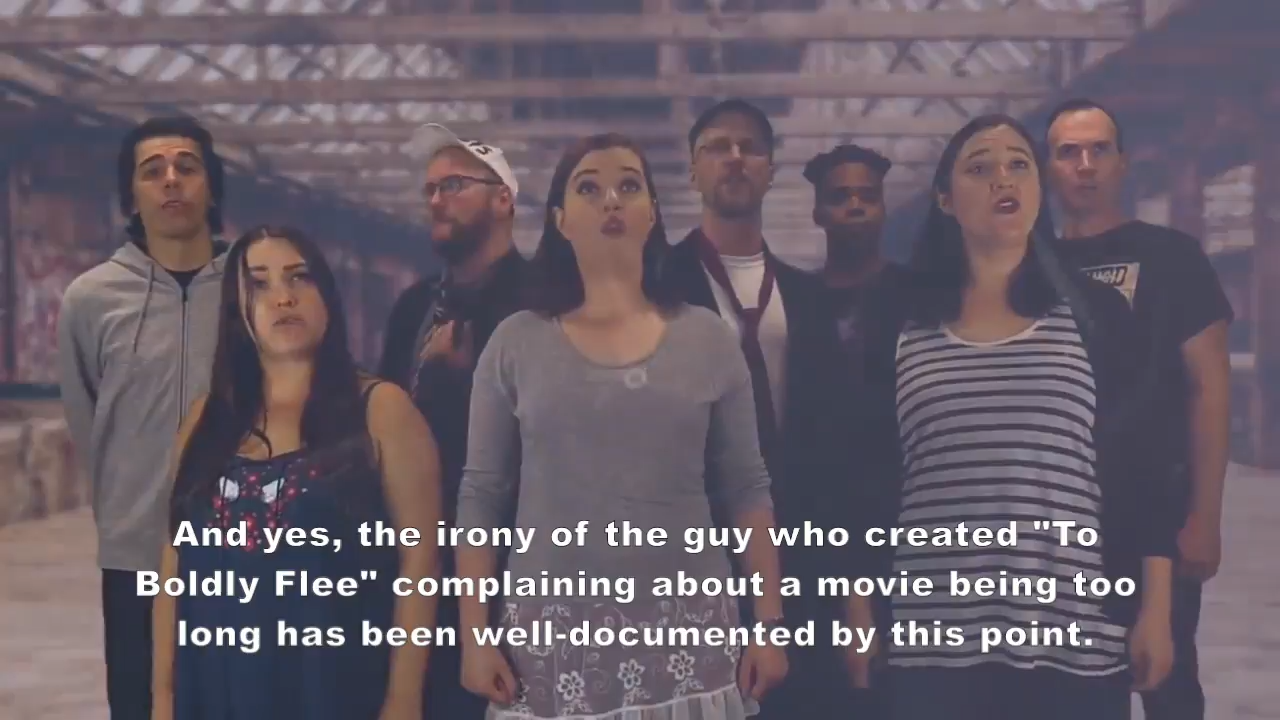 And yes, the irony of the guy who created "To
Boldly Flee" complaining about a movie being too
long has been well-documented by this point.